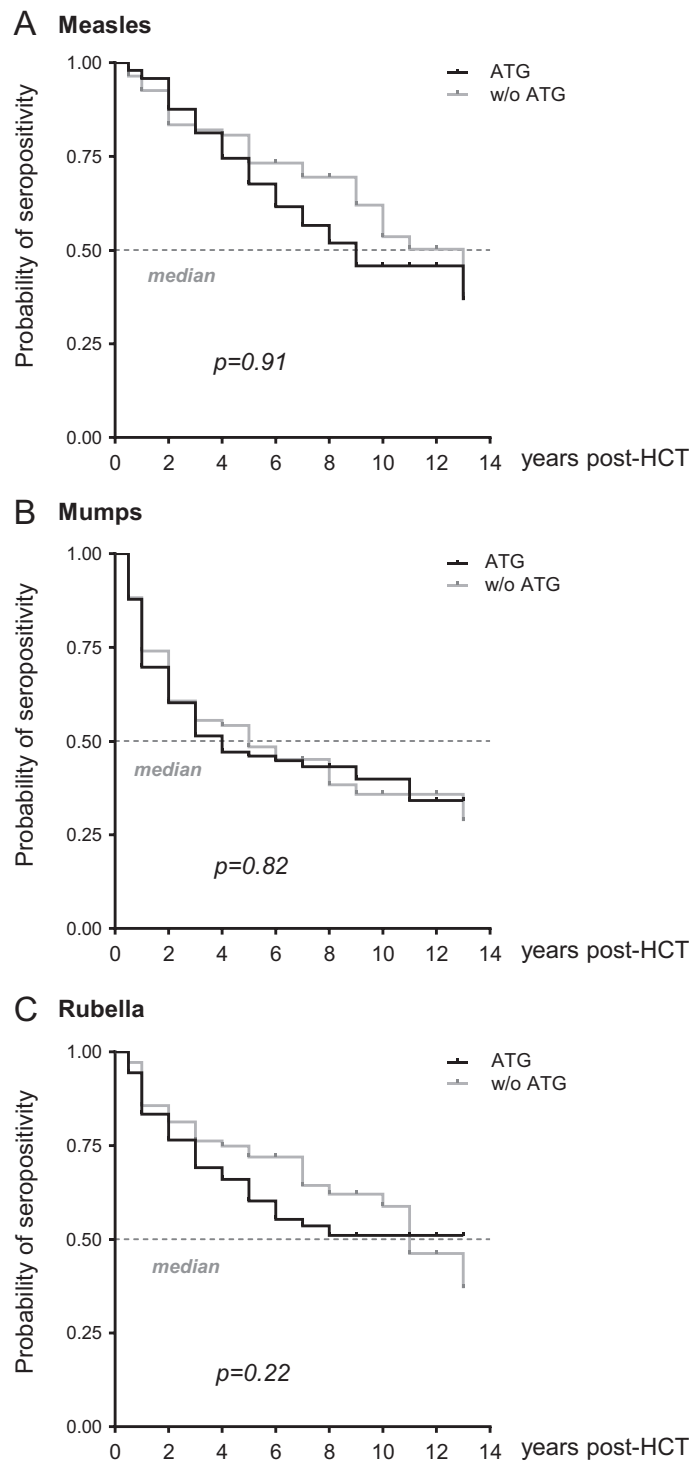 A Measles
Probability of seropositivity
1.00
0.75
0.50
0.25
0.00
ATG
w/o ATG
median
p=0.91
0 2 4 6 8 10 12 14 years post-HCT
B Mumps
Probability of seropositivity
1.00
0.75
0.50
0.25
0.00
ATG
w/o ATG
median
p=0.82
0 2 4 6 8 10 12 14 years post-HCT
C Rubella
Probability of seropositivity
1.00
0.75
0.50
0.25
0.00
ATG
w/o ATG
median
p=0.22
0 2 4 6 8 10 12 14 years post-HCT